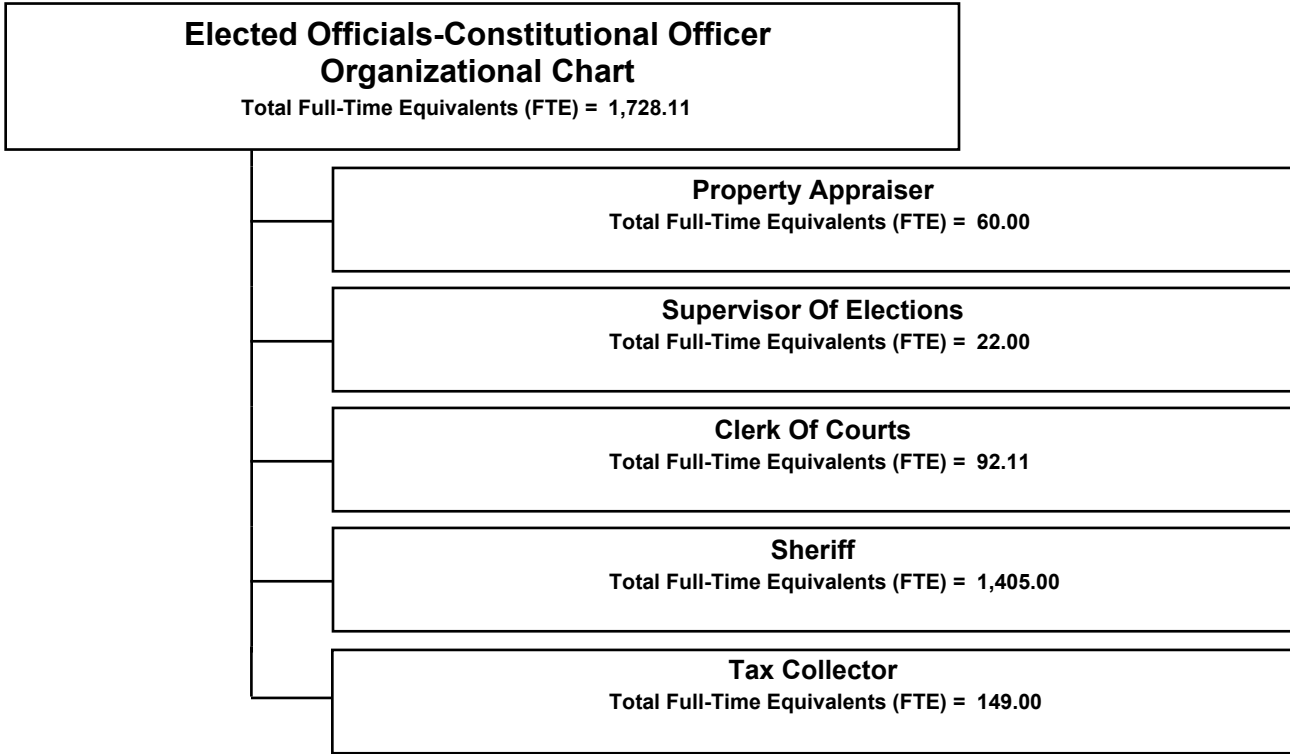 Elected Officials-Constitutional Officer
Organizational Chart
Total Full-Time Equivalents (FTE) = 1,728.11
Property Appraiser
Total Full-Time Equivalents (FTE) = 60.00
Supervisor Of Elections
Total Full-Time Equivalents (FTE) = 22.00
Clerk Of Courts
Total Full-Time Equivalents (FTE) = 92.11
Sheriff
Total Full-Time Equivalents (FTE) = 1,405.00
Tax Collector
Total Full-Time Equivalents (FTE) = 149.00